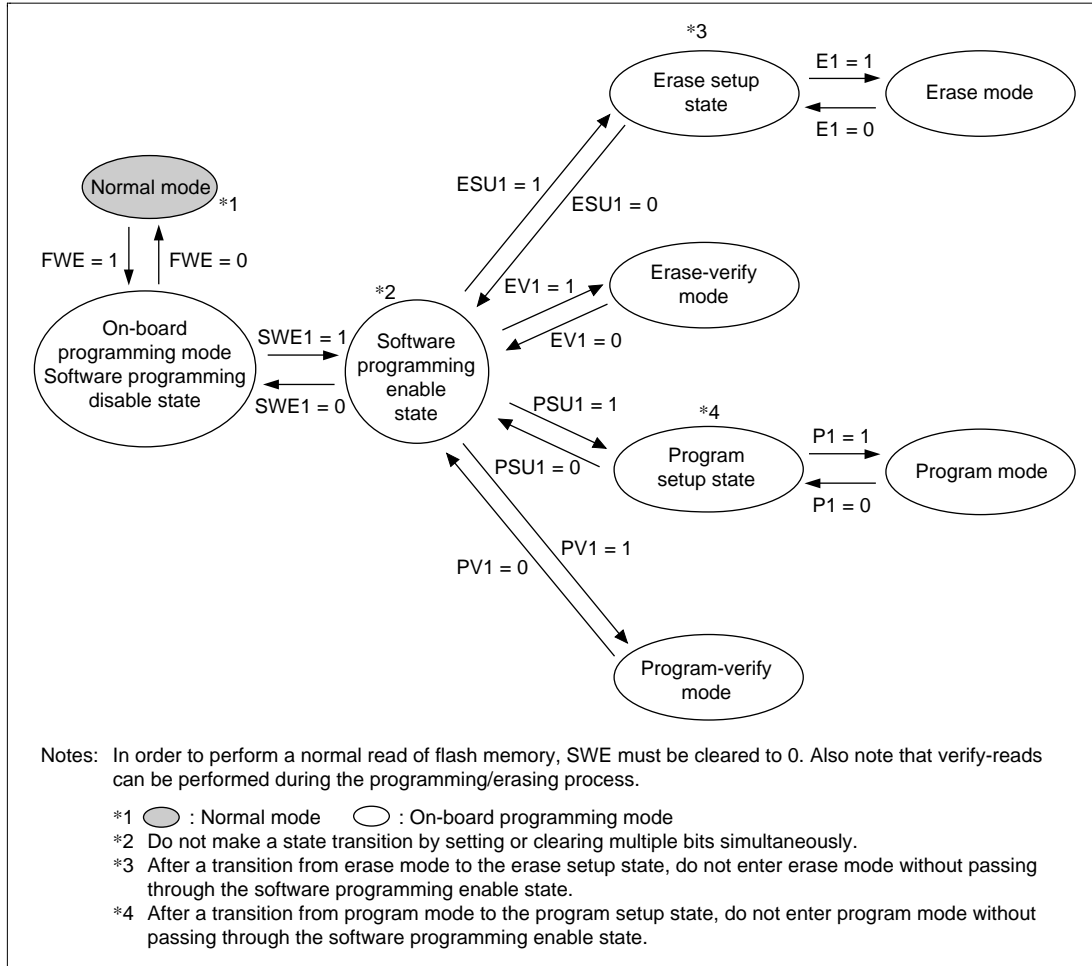 *3
Erase setup
state
E1 = 1
E1 = 0
Erase mode
Normal mode
*1
FWE = 1
FWE = 0
ESU1 = 1
ESU1 = 0
*2
EV1 = 1
EV1 = 0
Erase-verify
mode
On-board
programming mode
Software programming
disable state
SWE1 = 1
SWE1 = 0
Software
programming
enable
state
PSU1 = 1
PSU1 = 0
*4
Program
setup state
P1 = 1
P1 = 0
Program mode
PV1 = 1
PV1 = 0
Program-verify
mode
Notes: In order to perform a normal read of flash memory, SWE must be cleared to 0. Also note that verify-reads
can be performed during the programming/erasing process.
*1 : Normal mode : On-board programming mode
*2 Do not make a state transition by setting or clearing multiple bits simultaneously.
*3 After a transition from erase mode to the erase setup state, do not enter erase mode without passing
through the software programming enable state.
*4 After a transition from program mode to the program setup state, do not enter program mode without
passing through the software programming enable state.